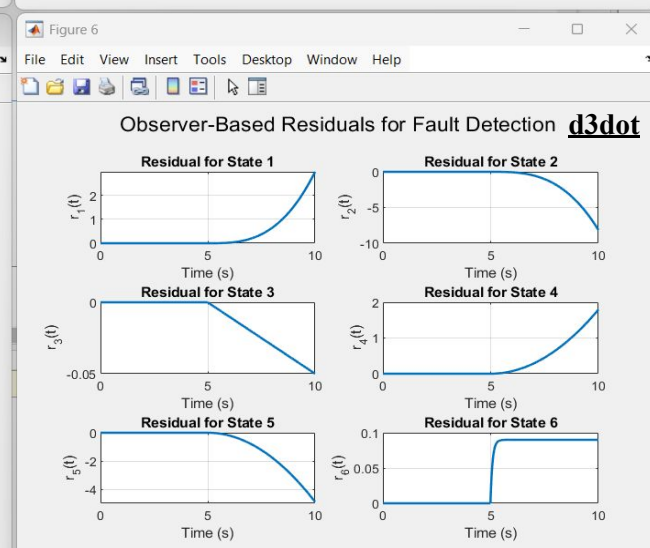 Figure 6
File Edit View Insert Tools Desktop Window Help
Observer-Based Residuals for Fault Detection d3dot
Residual for State 1
r1(t)
2
1
0
0 5 10
Time (s)
Residual for State 2
r2(t)
0
-5
-10
0 5 10
Time (s)
Residual for State 3
r3(t)
0
-0.05
0 5 10
Time (s)
Residual for State 4
r4(t)
2
1
0
0 5 10
Time (s)
Residual for State 5
r5(t)
0
-2
-4
0 5 10
Time (s)
Residual for State 6
r6(t)
0.1
0.05
0
0 5 10
Time (s)